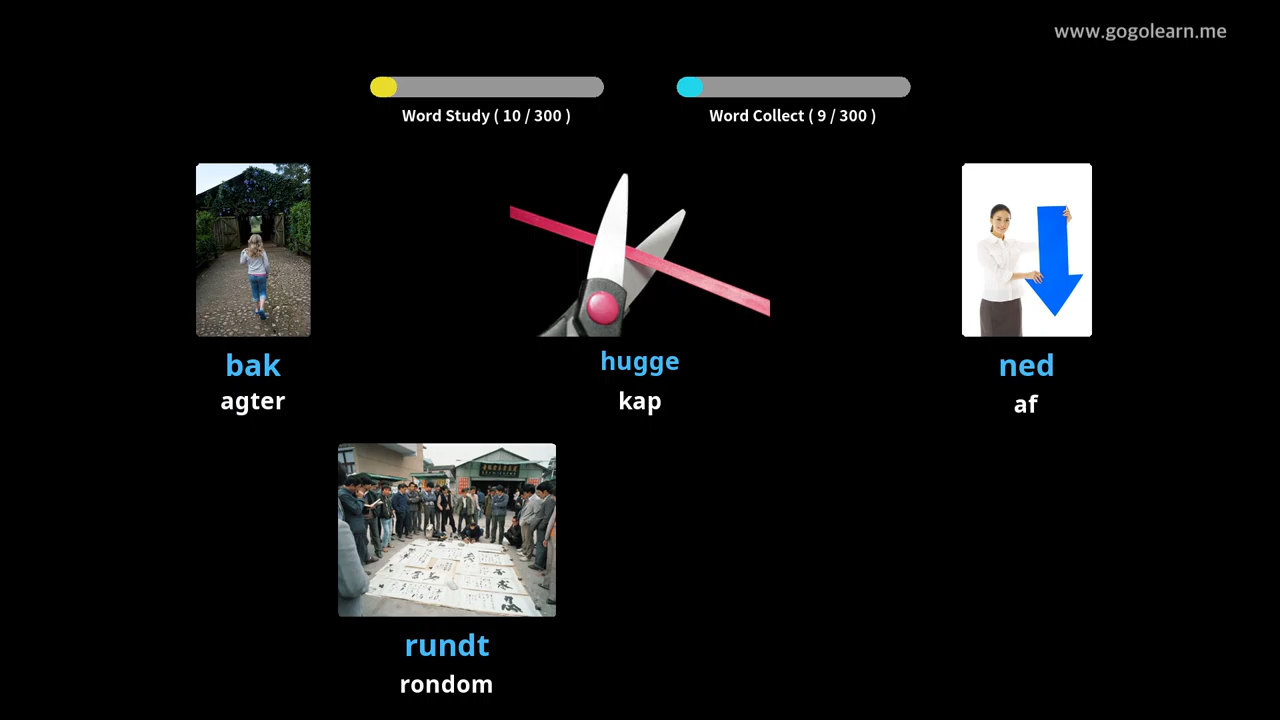 www.gogolearn.me
Word Study ( 10 / 300 )
Word Collect ( 9 / 300 )
bak
agter
hugge
kap
ned
af
rundt
rondom